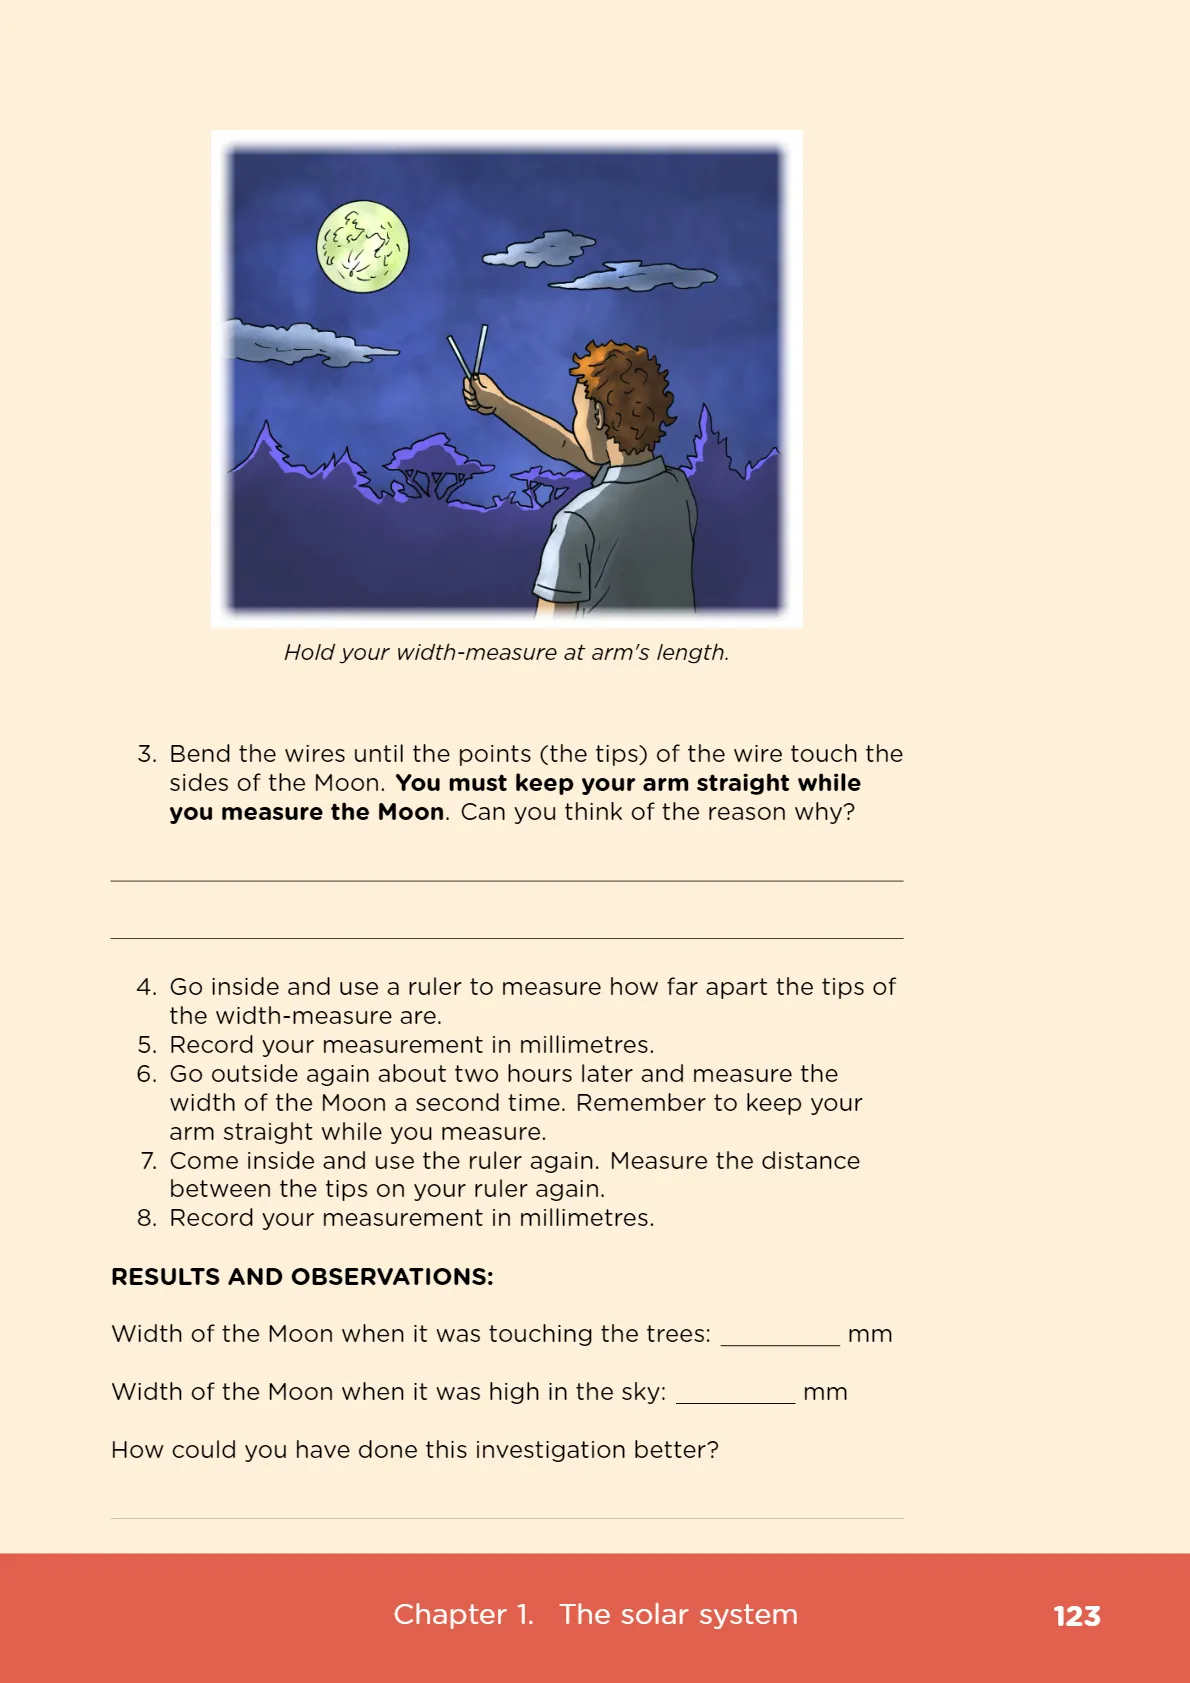 Hold your width-measure at arm's length.
3. Bend the wires until the points (the tips) of the wire touch the
sides of the Moon. You must keep your arm straight while
you measure the Moon. Can you think of the reason why?
4. Go inside and use a ruler to measure how far apart the tips of
the width-measure are.
5. Record your measurement in millimetres.
6. Go outside again about two hours later and measure the
width of the Moon a second time. Remember to keep your
arm straight while you measure.
7. Come inside and use the ruler again. Measure the distance
between the tips on your ruler again.
8. Record your measurement in millimetres.
RESULTS AND OBSERVATIONS:
Width of the Moon when it was touching the trees: _________ mm
Width of the Moon when it was high in the sky: _________ mm
How could you have done this investigation better?
Chapter 1. The solar system 123